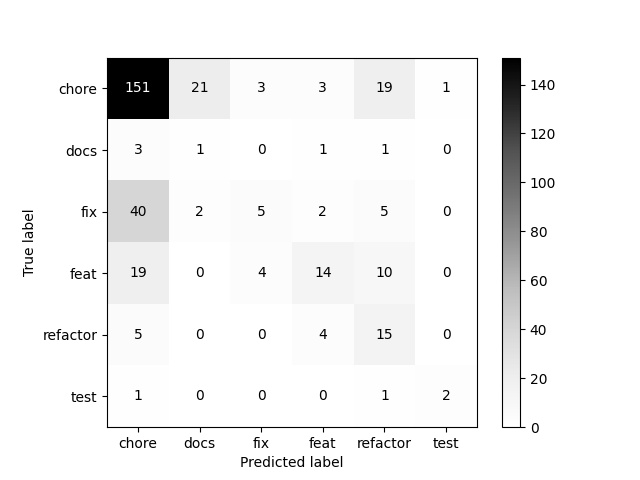 chore 151 21 3 3 19 1
docs 3 1 0 1 1 0
fix 40 2 5 2 5 0
feat 19 0 4 14 10 0
refactor 5 0 0 4 15 0
test 1 0 0 0 1 2
chore docs fix feat refactor test
Predicted label
True label
140
120
100
80
60
40
20
0